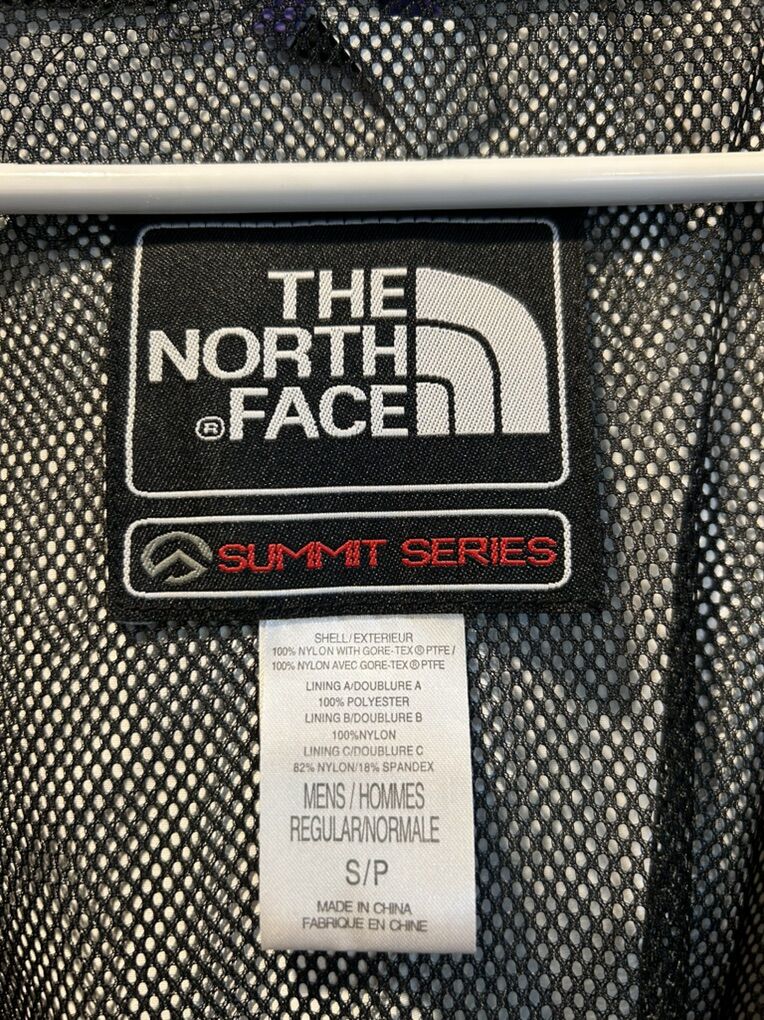 THE
NORTH
®FACE
SUMMIT SERIES
SHELL/EXTERIEUR
100% NYLON WITH GORE-TEX® PTFE/
100% NYLON AVEC GORE-TEX® PTFE
LINING A/DOUBLURE A
100% POLYESTER
LINING B/DOUBLURE B
100%NYLON
LINING C/DOUBLURE C
82% NYLON/18% SPANDEX
MENS / HOMMES
REGULAR/NORMALE
S/P
MADE IN CHINA
FABRIQUE EN CHINE